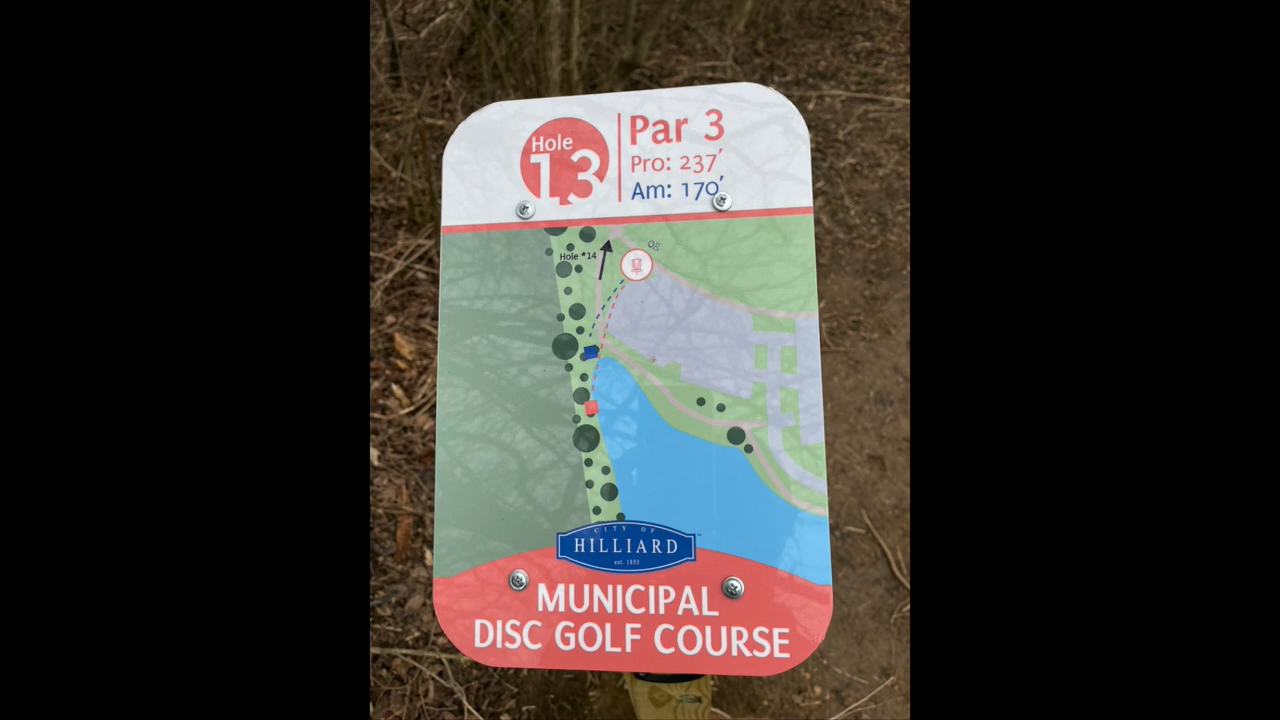 Hole
13
Par 3
Pro: 237'
Am: 170'
OB
Hole #14
CITY OF
HILLIARD
est. 1853
MUNICIPAL
DISC GOLF COURSE